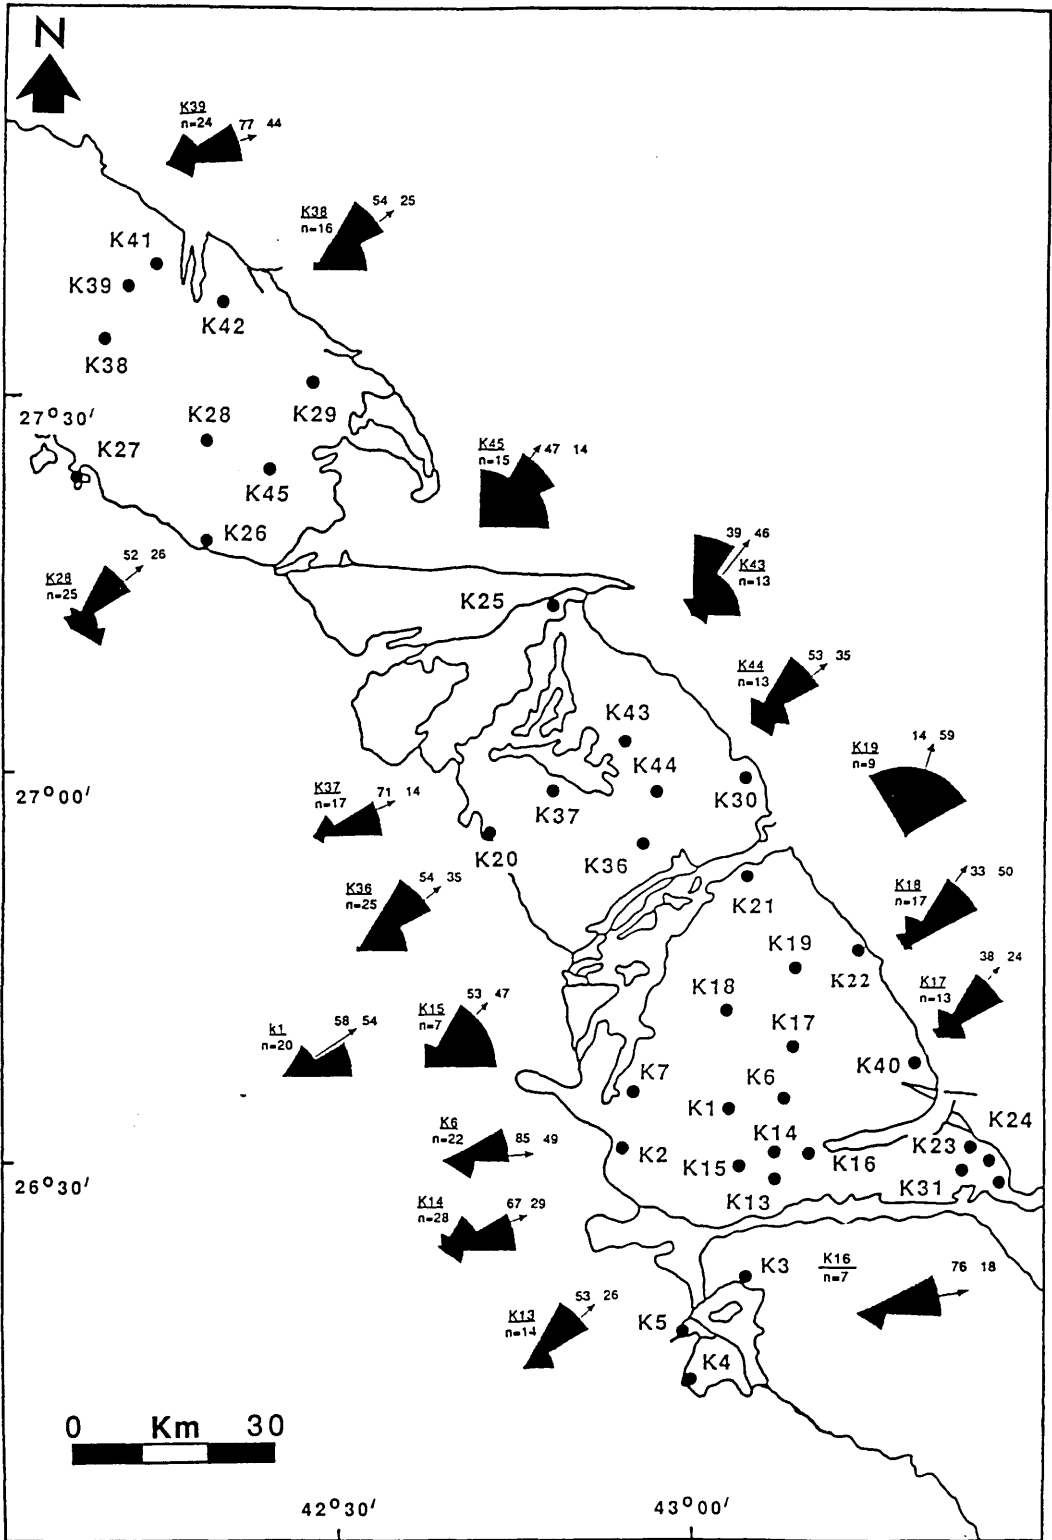 N
K39
n=24
77 44
K38
n=16
54 25
K41
K39
K42
K38
27° 30'
K28
K29
K27
K45
K26
K45
n=15
47 14
39 46
K43
n=13
52 26
K28
n=25
K25
53 35
K44
n=13
K43
K44
14 59
K19
n=9
27° 00'
K37
n=17
71 14
K37
K30
K20
K36
K36
n=25
54 35
K21
33 50
K18
n=17
K19
K22
K18
38 24
K17
n=13
K17
k1
n=20
58 54
K15
n=7
53 47
K7
K6
K40
K1
K24
K6
n=22
85 49
K14
K23
K2
K15
K16
K31
K13
26° 30'
K14
n=28
67 29
K3
K16
n=7
76 18
K13
n=14
53 26
K5
K4
0 Km 30
42° 30'
43° 00'